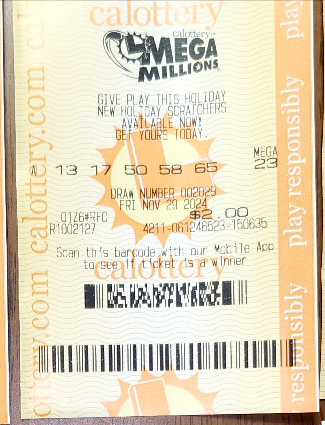 calottery
calottery
MEGA
MILLIONS
GIVE PLAY THIS HOLIDAY
NEW HOLIDAY SCRATCHERS
AVAILABLE NOW!
GET YOURS TODAY.
MEGA
A 13 17 50 58 65 23
DRAW NUMBER 002029
FRI NOV 29 2024
0126#RFC $2.00
R1002127 4211-061246523-150635
Scan this barcode with our Mobile App
to see if ticket is a winner
calottery
calottery.com
ottery.com
play responsibly
responsibly
play